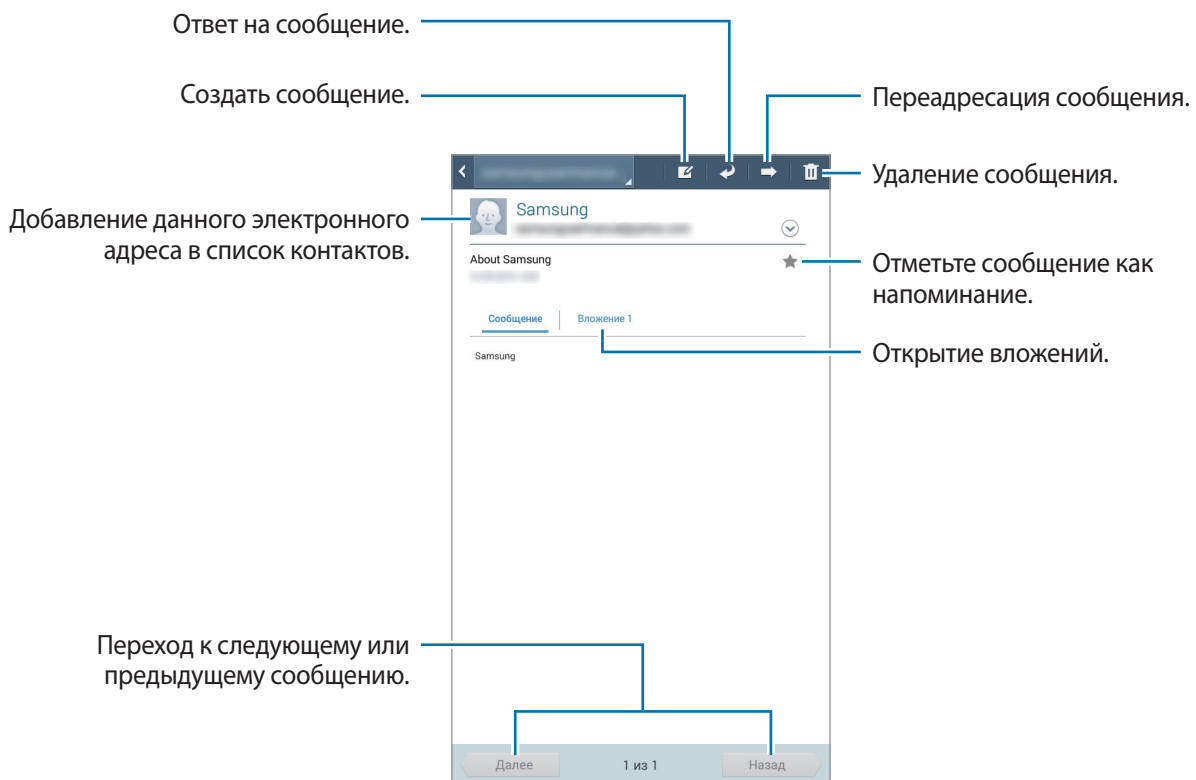 Ответ на сообщение.
Создать сообщение.
Переадресация сообщения.
Удаление сообщения.
Добавление данного электронного
адреса в список контактов.
Samsung
About Samsung
Отметьте сообщение как
напоминание.
Сообщение
Вложение 1
Открытие вложений.
Samsung
Переход к следующему или
предыдущему сообщению.
Далее
1 из 1
Назад